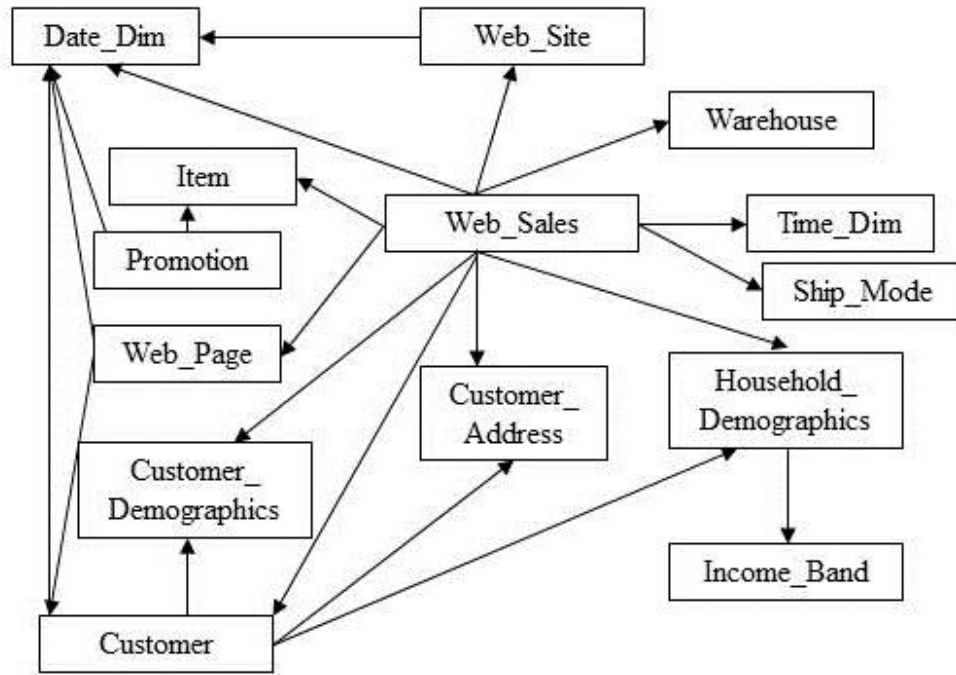 Date_Dim
Web_Site
Warehouse
Item
Web_Sales
Time_Dim
Promotion
Ship_Mode
Web_Page
Customer_
Address
Household_
Demographics
Customer_
Demographics
Income_Band
Customer